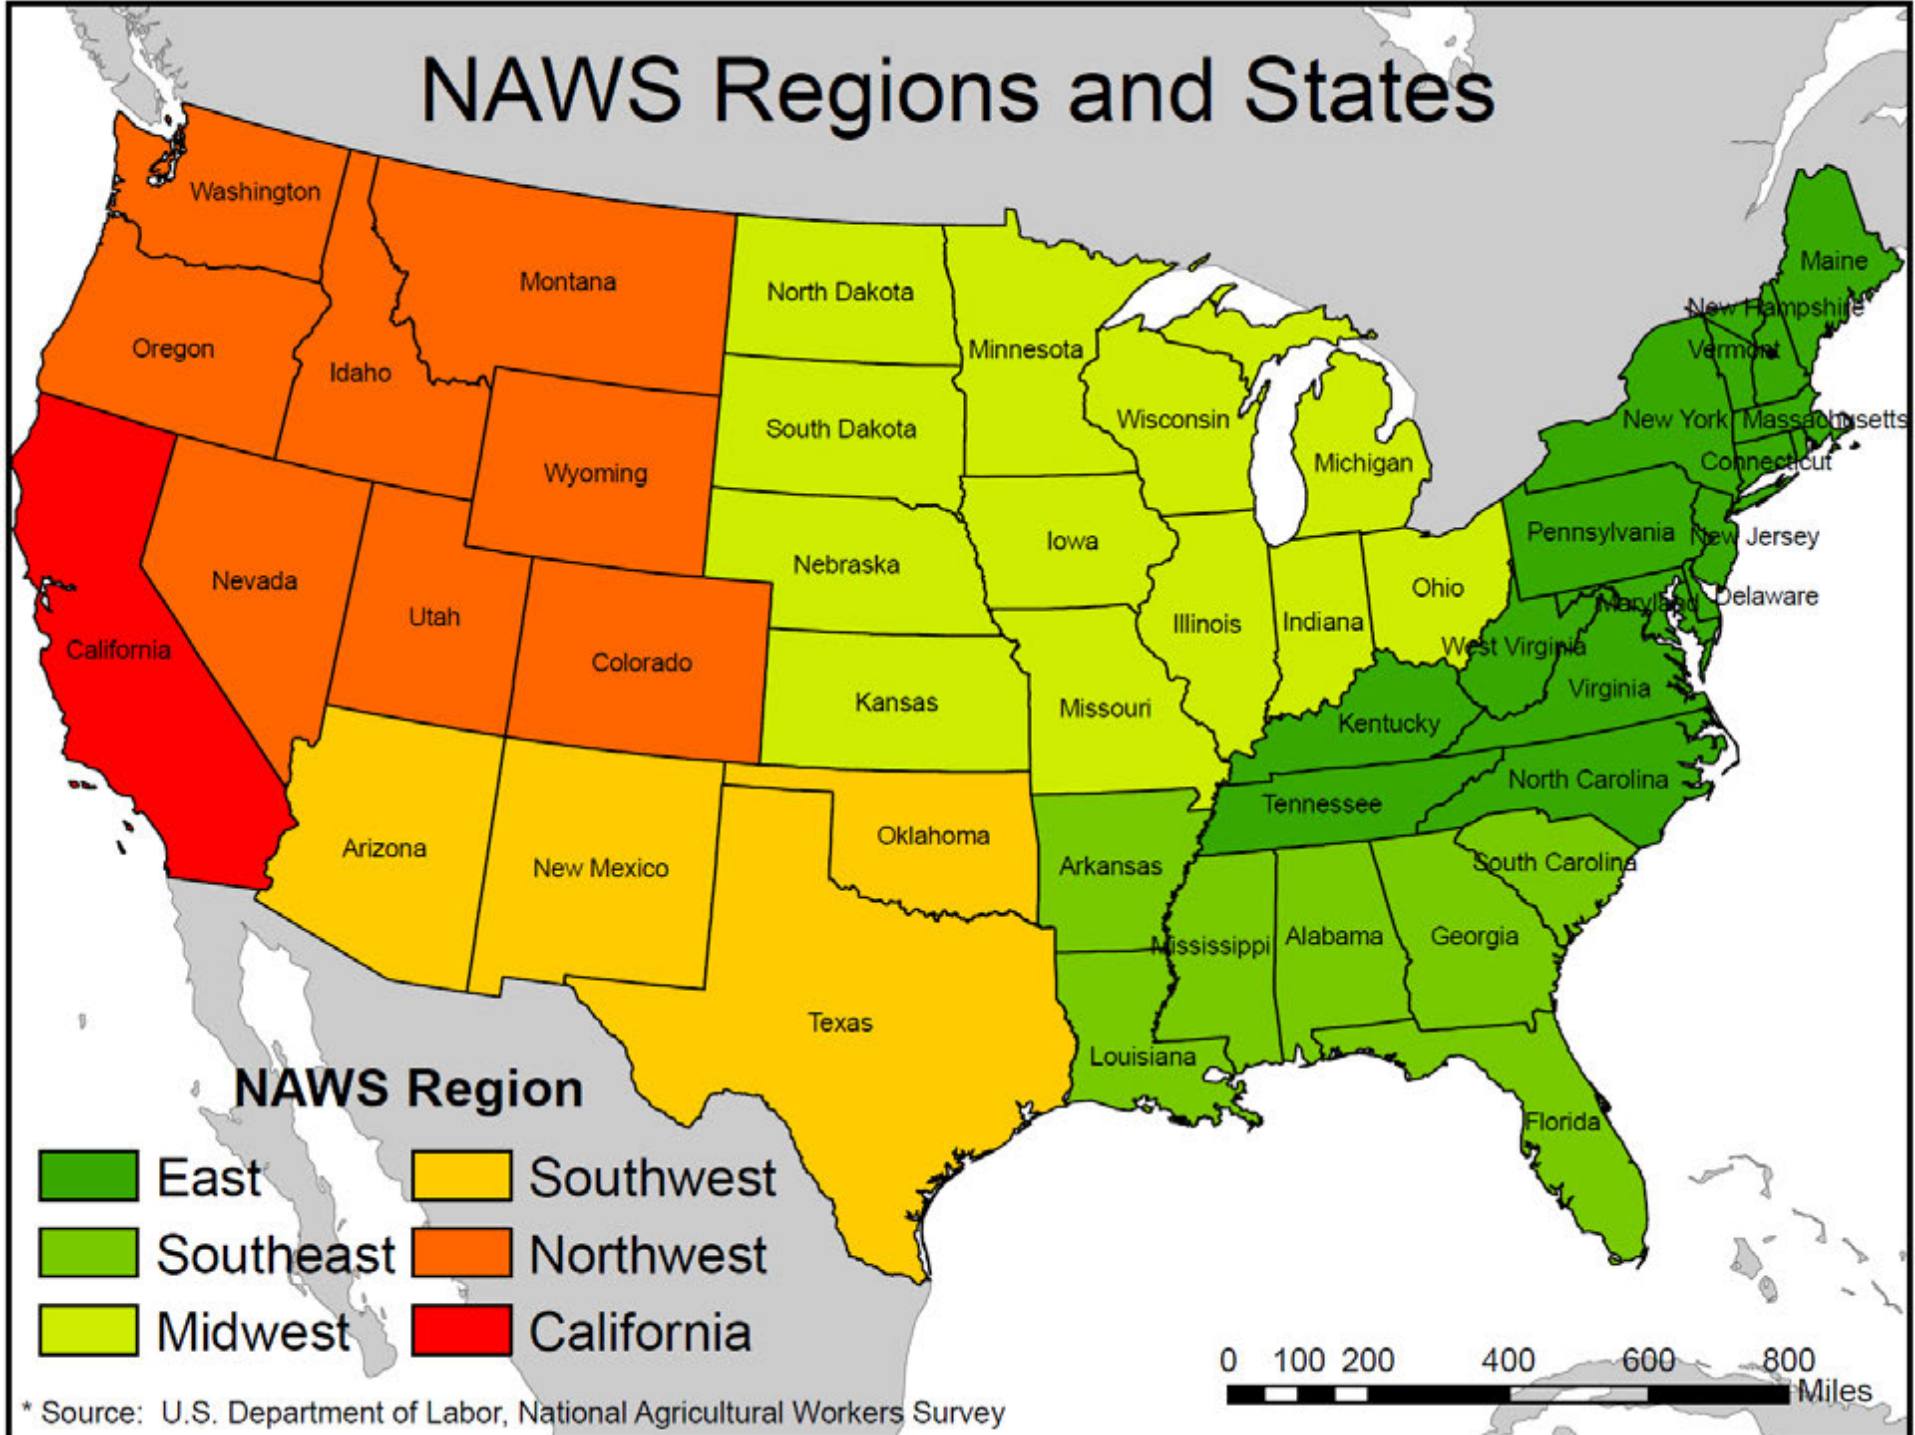 NAWS Regions and States
Washington
Montana
North Dakota
Minnesota
Maine
New Hampshire
Vermont
Oregon
Idaho
Wyoming
South Dakota
Wisconsin
Michigan
New York
Massachusetts
Connecticut
Pennsylvania
New Jersey
Delaware
Maryland
Nevada
Utah
Colorado
Nebraska
Iowa
Illinois
Indiana
Ohio
West Virginia
Virginia
California
Kansas
Missouri
Kentucky
North Carolina
Tennessee
South Carolina
Arizona
New Mexico
Oklahoma
Arkansas
Mississippi
Alabama
Georgia
Texas
Louisiana
Florida
NAWS Region
East
Southeast
Midwest
Southwest
Northwest
California
0 100 200 400 600 800
Miles
* Source: U.S. Department of Labor, National Agricultural Workers Survey